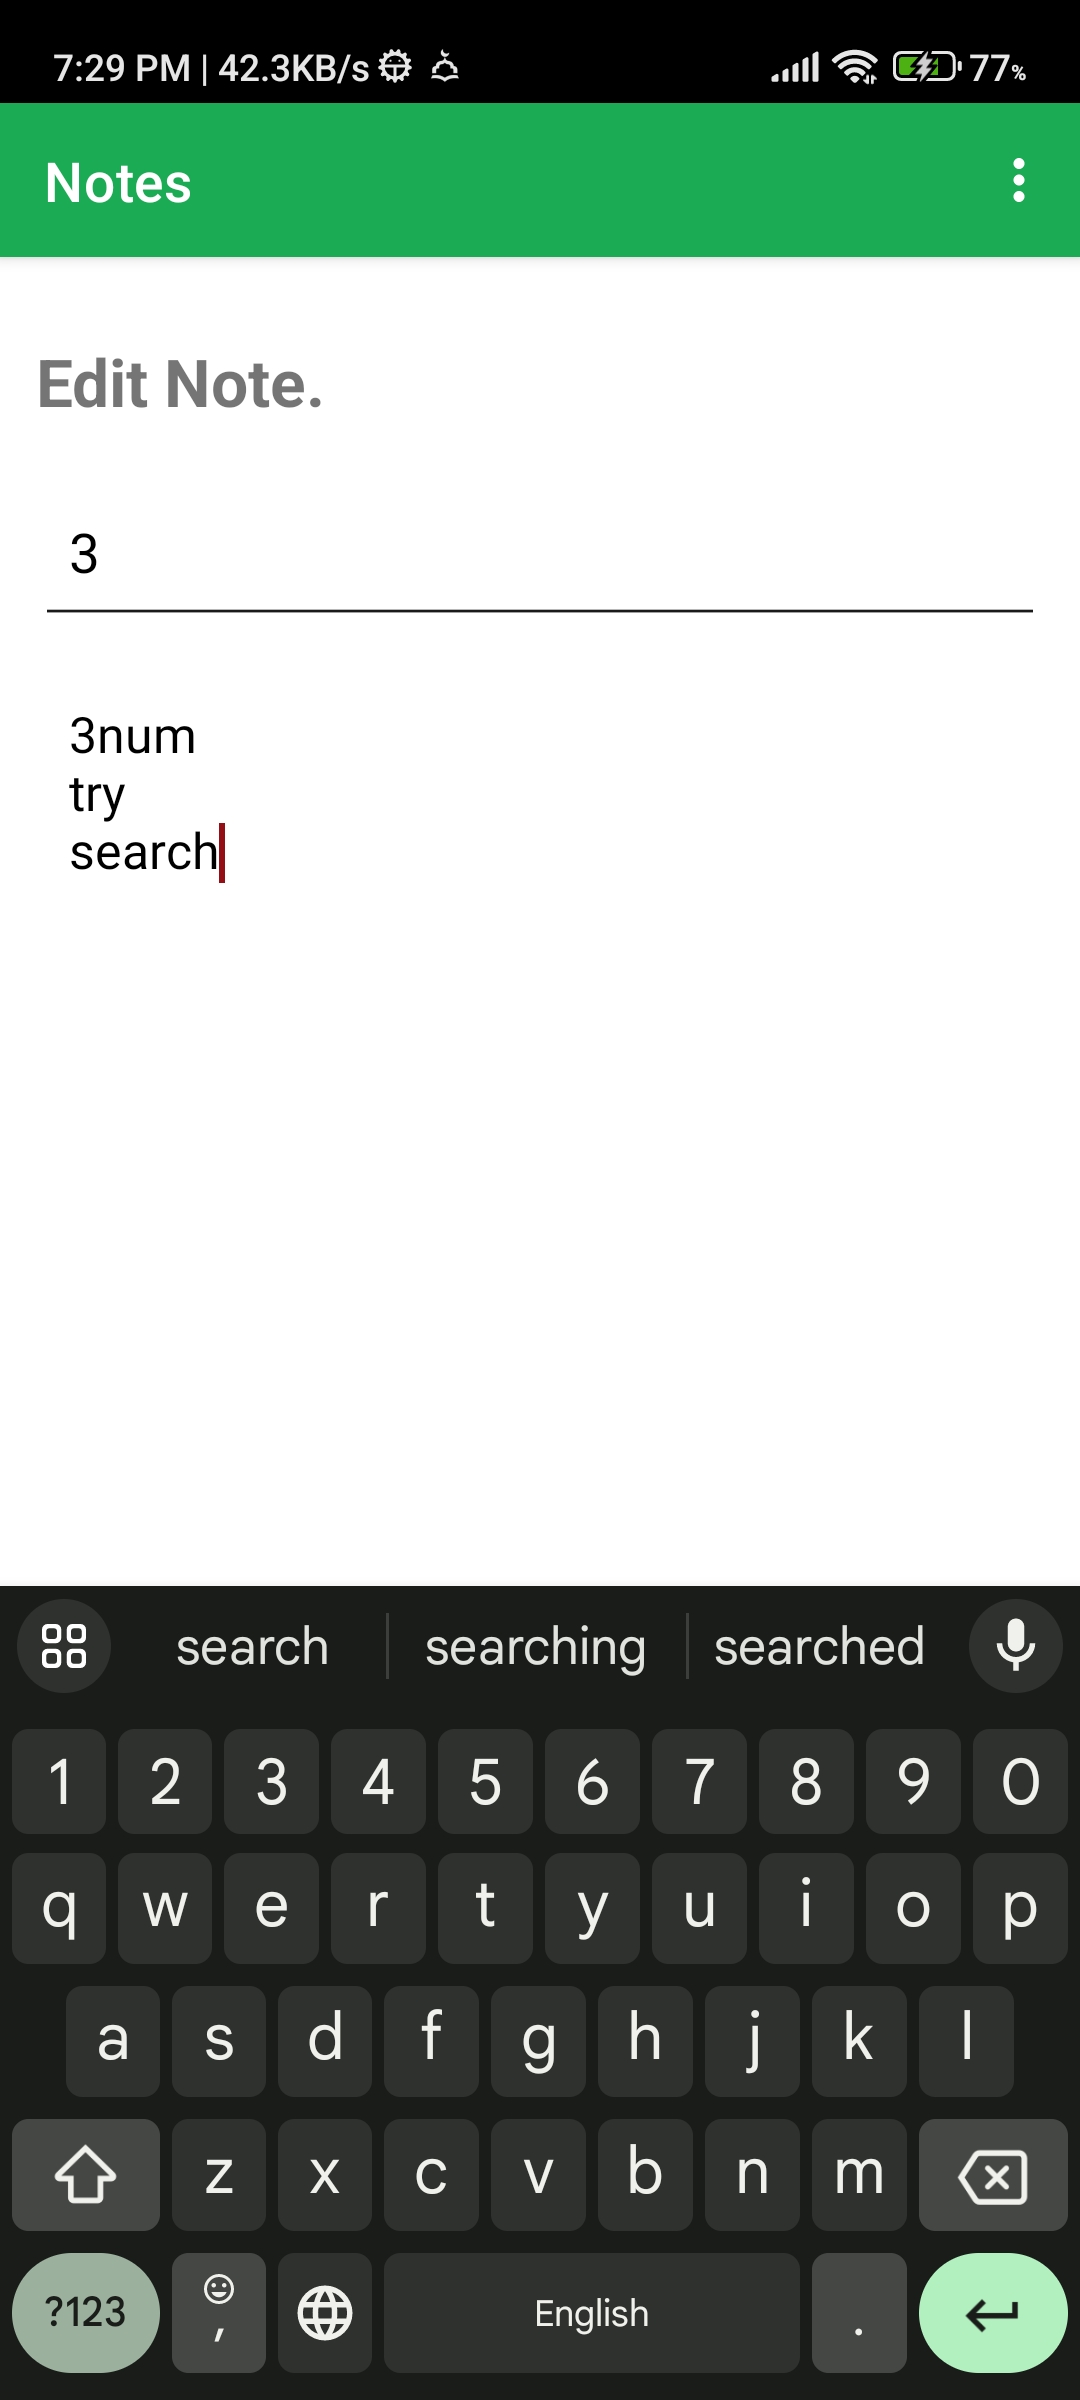 7:29 PM | 42.3KB/s 77%
Notes
Edit Note.
3
3num
try
search
search searching searched
1 2 3 4 5 6 7 8 9 0
q w e r t y u i o p
a s d f g h j k l
z x c v b n m
?123 , English .